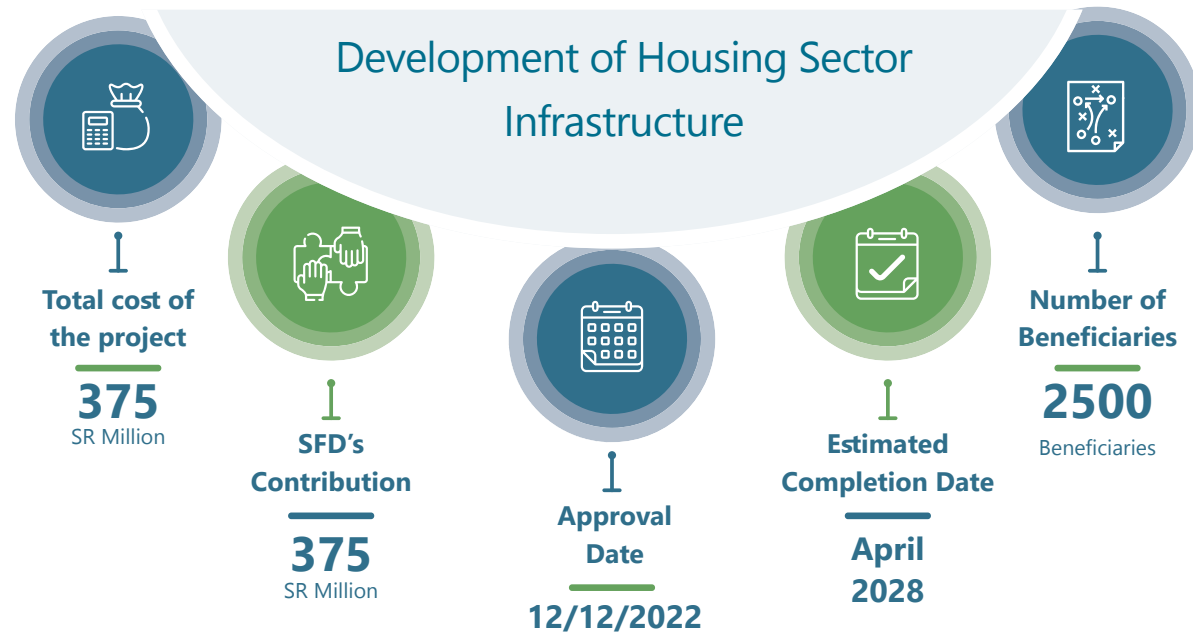 Development of Housing Sector
Infrastructure
Total cost of
the project
375
SR Million
SFD’s
Contribution
375
SR Million
Approval
Date
12/12/2022
Estimated
Completion Date
April
2028
Number of
Beneficiaries
2500
Beneficiaries